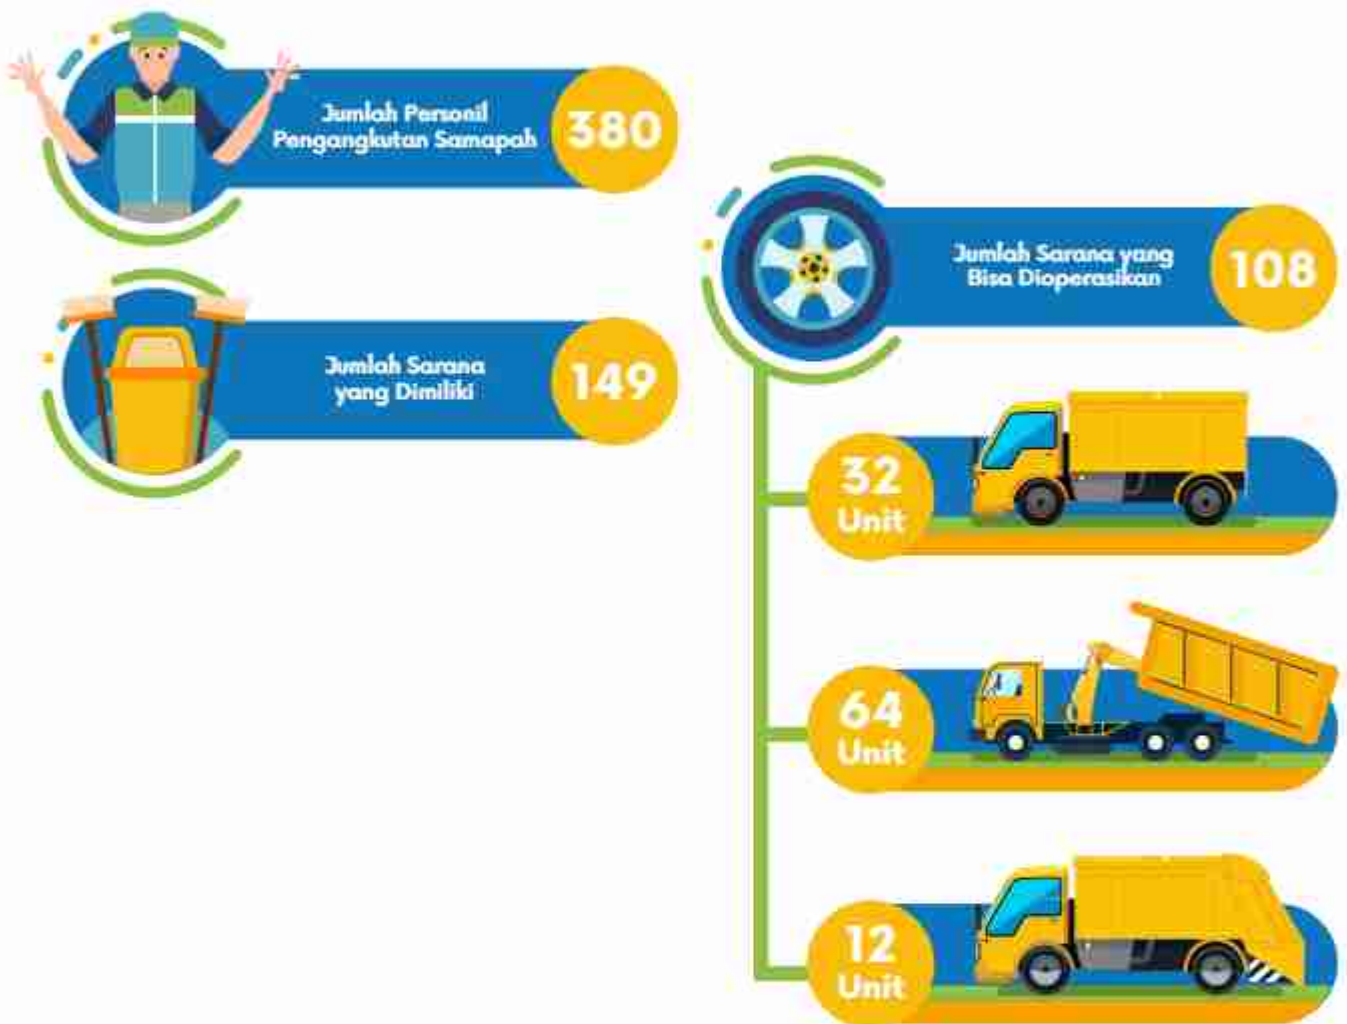 Jumlah Personil
Pengangkutan Samapah
380
Jumlah Sarana
yang Dimiliki
149
Jumlah Sarana yang
Bisa Dioperasikan
108
32
Unit
64
Unit
12
Unit